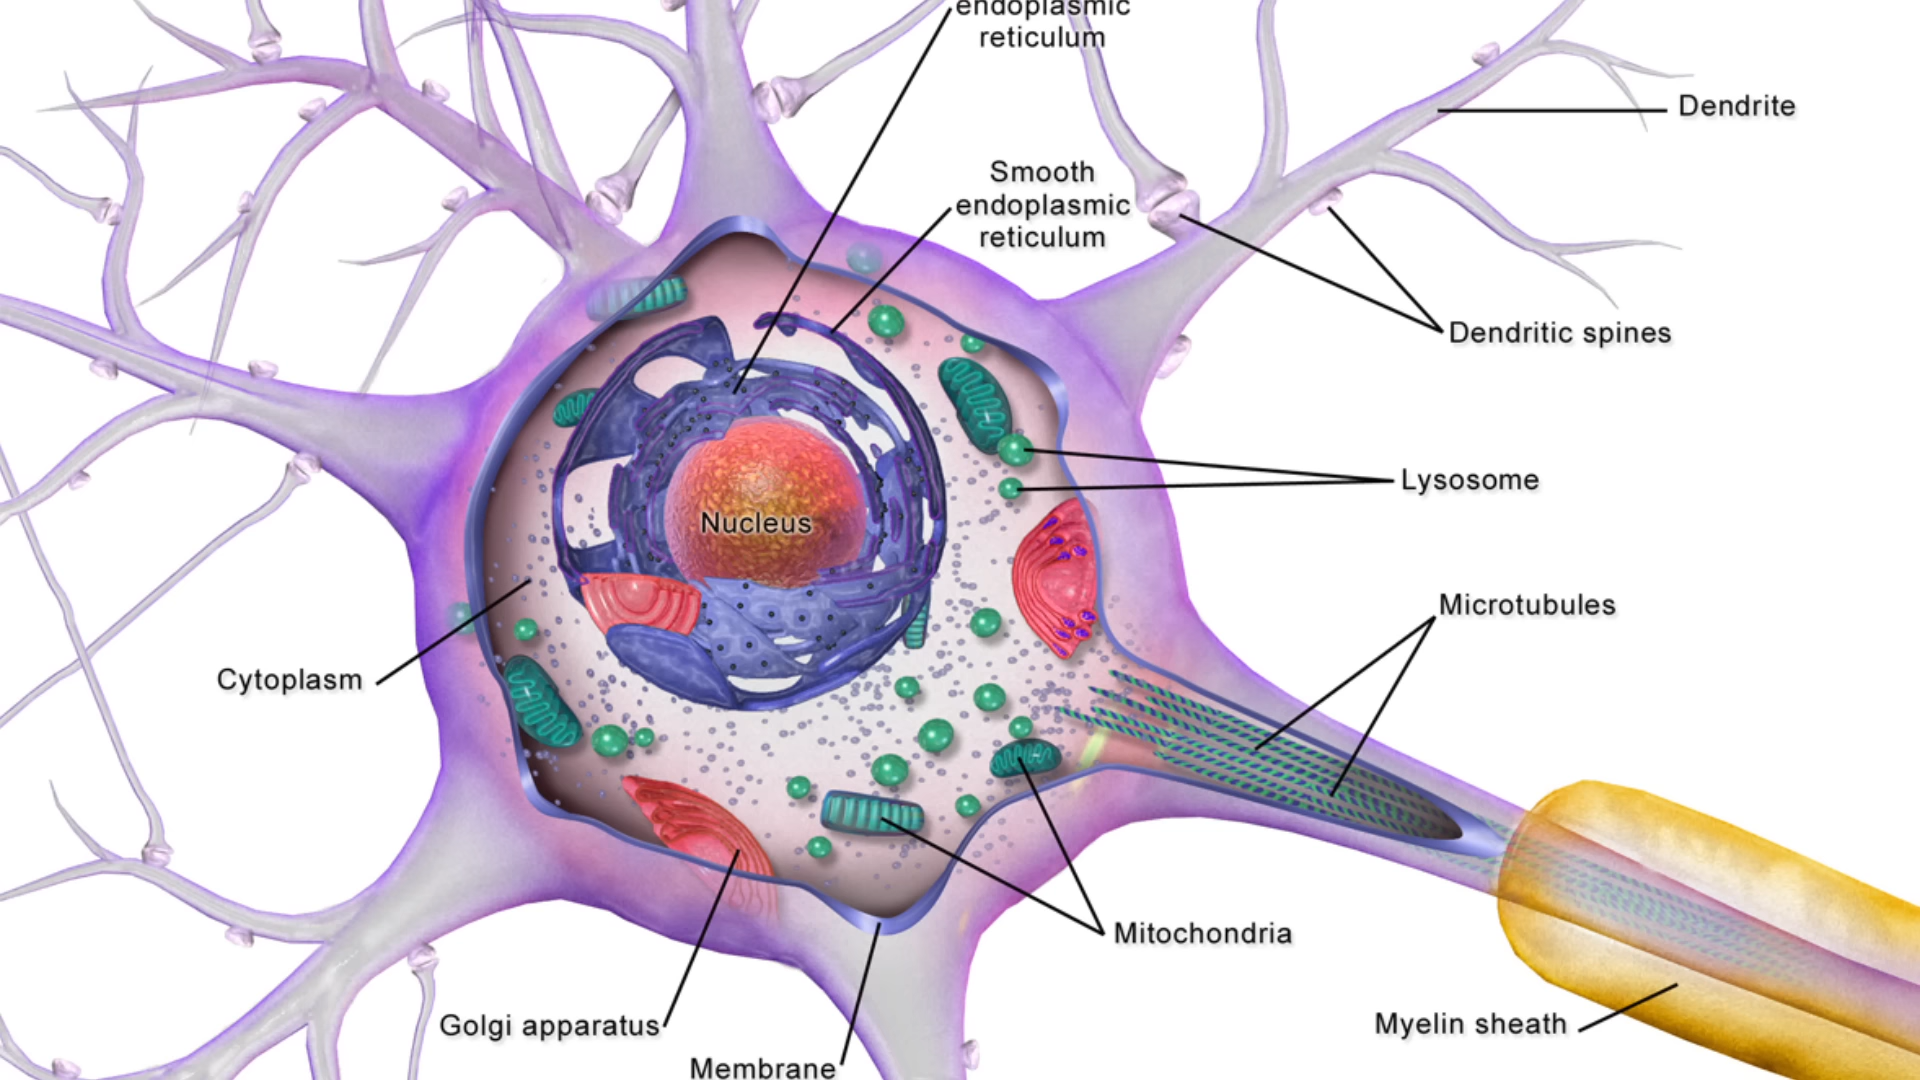 endoplasmic
reticulum
Dendrite
Smooth
endoplasmic
reticulum
Dendritic spines
Lysosome
Nucleus
Microtubules
Cytoplasm
Mitochondria
Golgi apparatus
Myelin sheath
Membrane